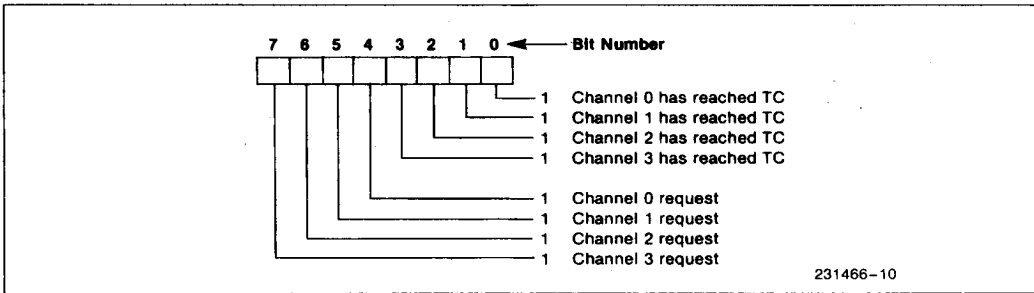 7 6 5 4 3 2 1 0 Bit Number
1 Channel 0 has reached TC
1 Channel 1 has reached TC
1 Channel 2 has reached TC
1 Channel 3 has reached TC
1 Channel 0 request
1 Channel 1 request
1 Channel 2 request
1 Channel 3 request
231466-10